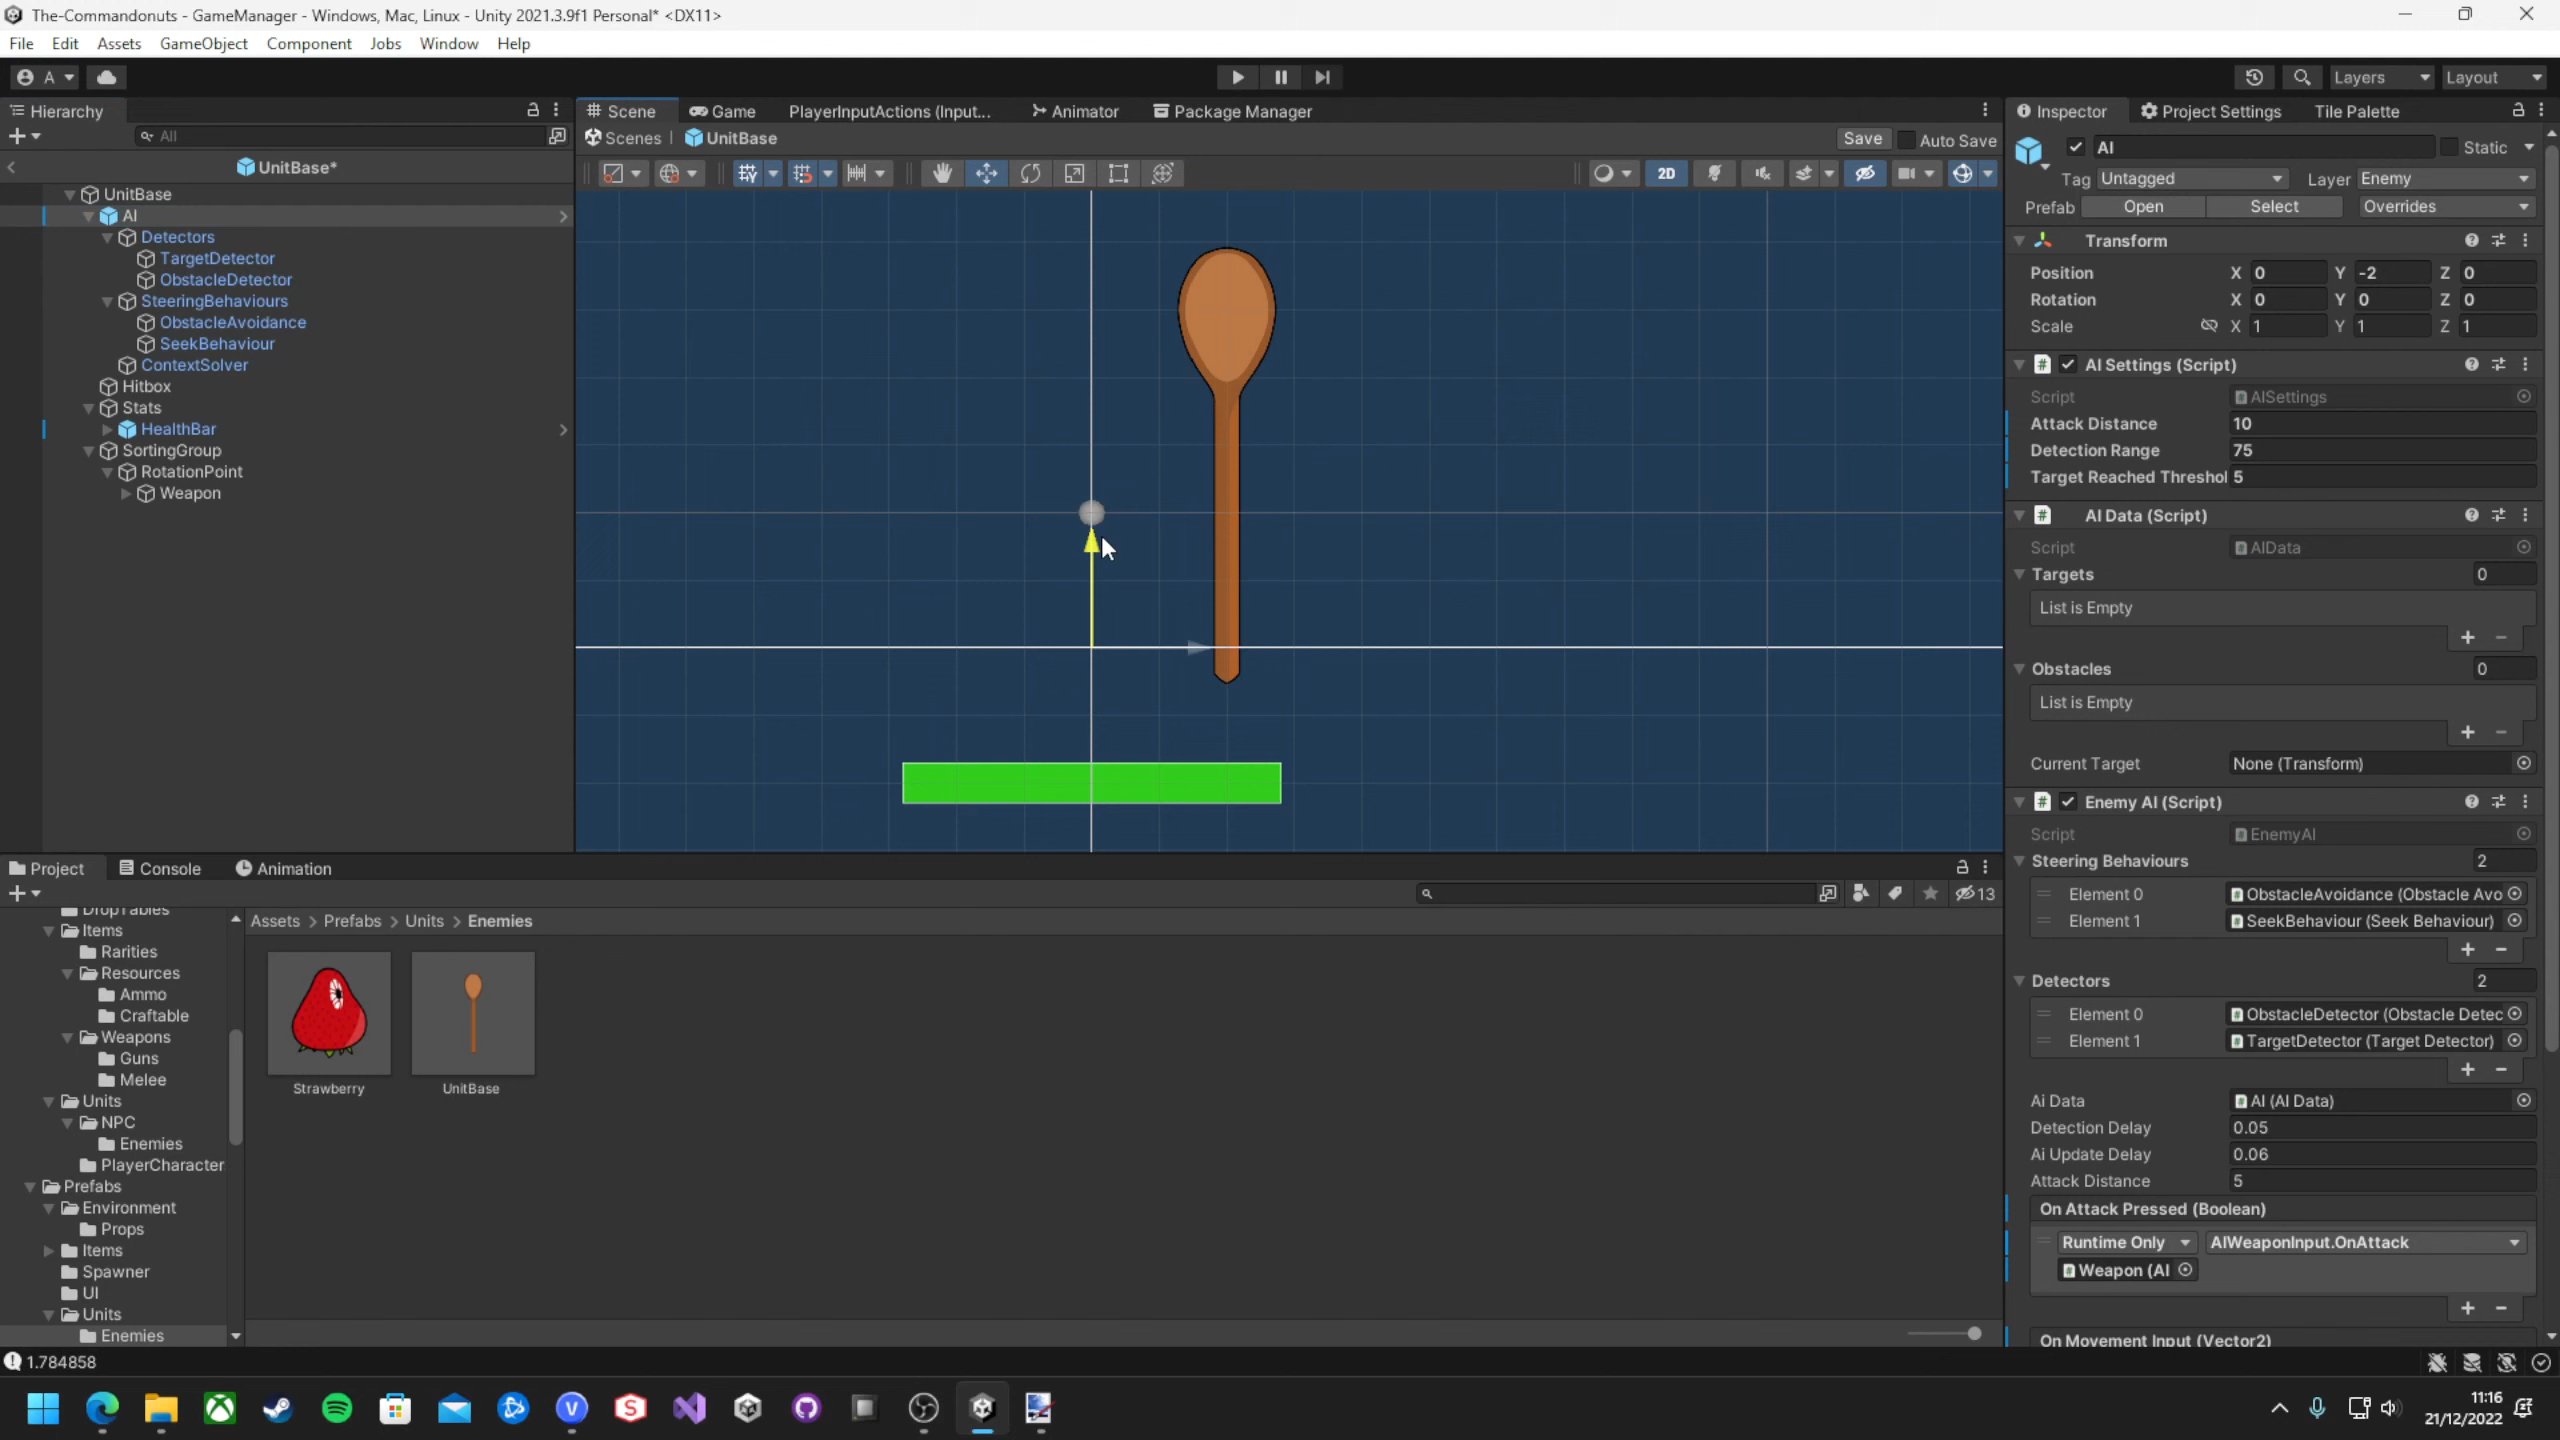 The-Commandonuts - GameManager - Windows, Mac, Linux - Unity 2021.3.9f1 Personal* <DX11>
File Edit Assets GameObject Component Jobs Window Help
A Layers Layout
Hierarchy
All
UnitBase*
UnitBase
AI
Detectors
TargetDetector
ObstacleDetector
SteeringBehaviours
ObstacleAvoidance
SeekBehaviour
ContextSolver
Hitbox
Stats
HealthBar
SortingGroup
RotationPoint
Weapon
Scene Game PlayerInputActions (Input... Animator Package Manager
Scenes UnitBase Save Auto Save
2D
Inspector Project Settings Tile Palette
AI Static
Tag Untagged Layer Enemy
Prefab Open Select Overrides
Transform
Position X 0 Y -2 Z 0
Rotation X 0 Y 0 Z 0
Scale X 1 Y 1 Z 1
# AI Settings (Script)
Script AISettings
Attack Distance 10
Detection Range 75
Target Reached Threshol 5
# AI Data (Script)
Script AIData
Targets 0
List is Empty
+ -
Obstacles 0
List is Empty
+ -
Current Target None (Transform)
# Enemy AI (Script)
Script EnemyAI
Steering Behaviours 2
Element 0 ObstacleAvoidance (Obstacle Avo
Element 1 SeekBehaviour (Seek Behaviour)
+ -
Detectors 2
Element 0 ObstacleDetector (Obstacle Detec
Element 1 TargetDetector (Target Detector)
+ -
Ai Data AI (AI Data)
Detection Delay 0.05
Ai Update Delay 0.06
Attack Distance 5
On Attack Pressed (Boolean)
Runtime Only AIWeaponInput.OnAttack
Weapon (AI
+ -
On Movement Input (Vector2)
Project Console Animation
13
DropTables
Items
Rarities
Resources
Ammo
Craftable
Weapons
Guns
Melee
Units
NPC
Enemies
PlayerCharacter
Prefabs
Environment
Props
Items
Spawner
UI
Units
Enemies
Assets > Prefabs > Units > Enemies
Strawberry UnitBase
1.784858
11:16
21/12/2022